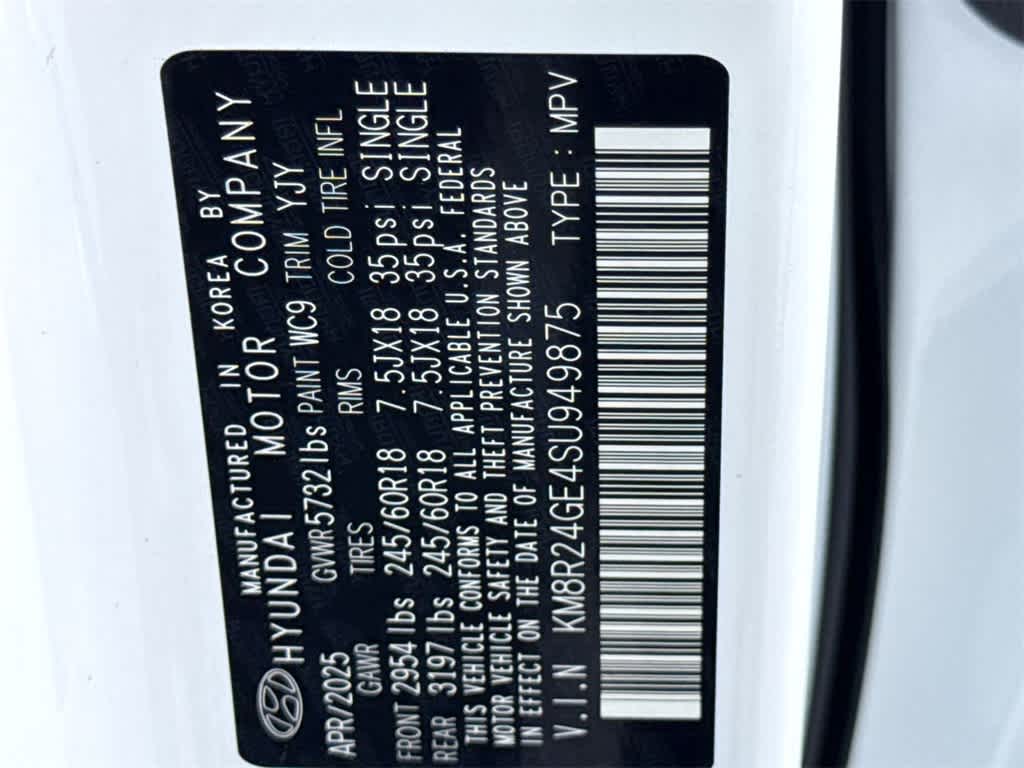 MANUFACTURED IN KOREA BY
HYUNDAI MOTOR COMPANY
APR/2025 GVWR 5732 lbs PAINT WC9 TRIM YJY
GAWR TIRES RIMS COLD TIRE INFL
FRONT 2954 lbs 245/60R18 7.5JX18 35psi SINGLE
REAR 3197 lbs 245/60R18 7.5JX18 35psi SINGLE
THIS VEHICLE CONFORMS TO ALL APPLICABLE U.S.A. FEDERAL
MOTOR VEHICLE SAFETY AND THEFT PREVENTION STANDARDS
IN EFFECT ON THE DATE OF MANUFACTURE SHOWN ABOVE
V.I.N KM8R24GE4SU949875 TYPE : MPV